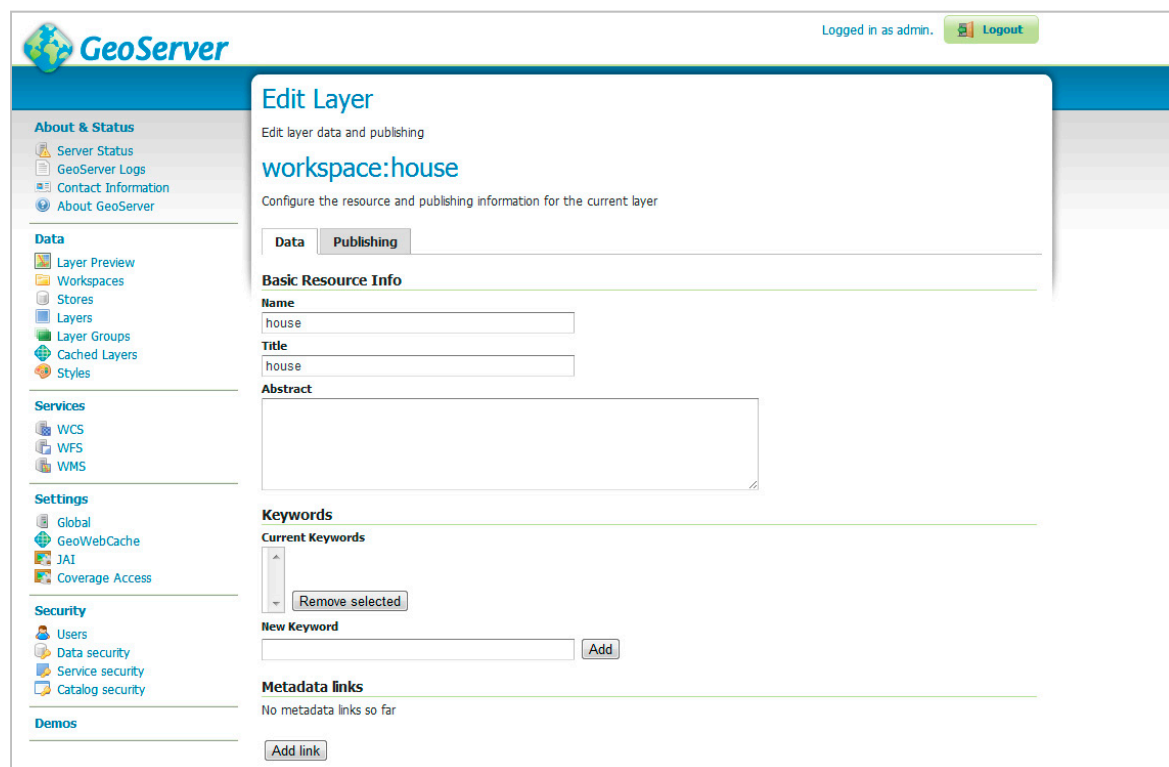 GeoServer
Logged in as admin.
Logout
About & Status
Server Status
GeoServer Logs
Contact Information
About GeoServer
Data
Layer Preview
Workspaces
Stores
Layers
Layer Groups
Cached Layers
Styles
Services
WCS
WFS
WMS
Settings
Global
GeoWebCache
JAI
Coverage Access
Security
Users
Data security
Service security
Catalog security
Demos
Edit Layer
Edit layer data and publishing
workspace:house
Configure the resource and publishing information for the current layer
Data Publishing
Basic Resource Info
Name
house
Title
house
Abstract
Keywords
Current Keywords
Remove selected
New Keyword
Add
Metadata links
No metadata links so far
Add link